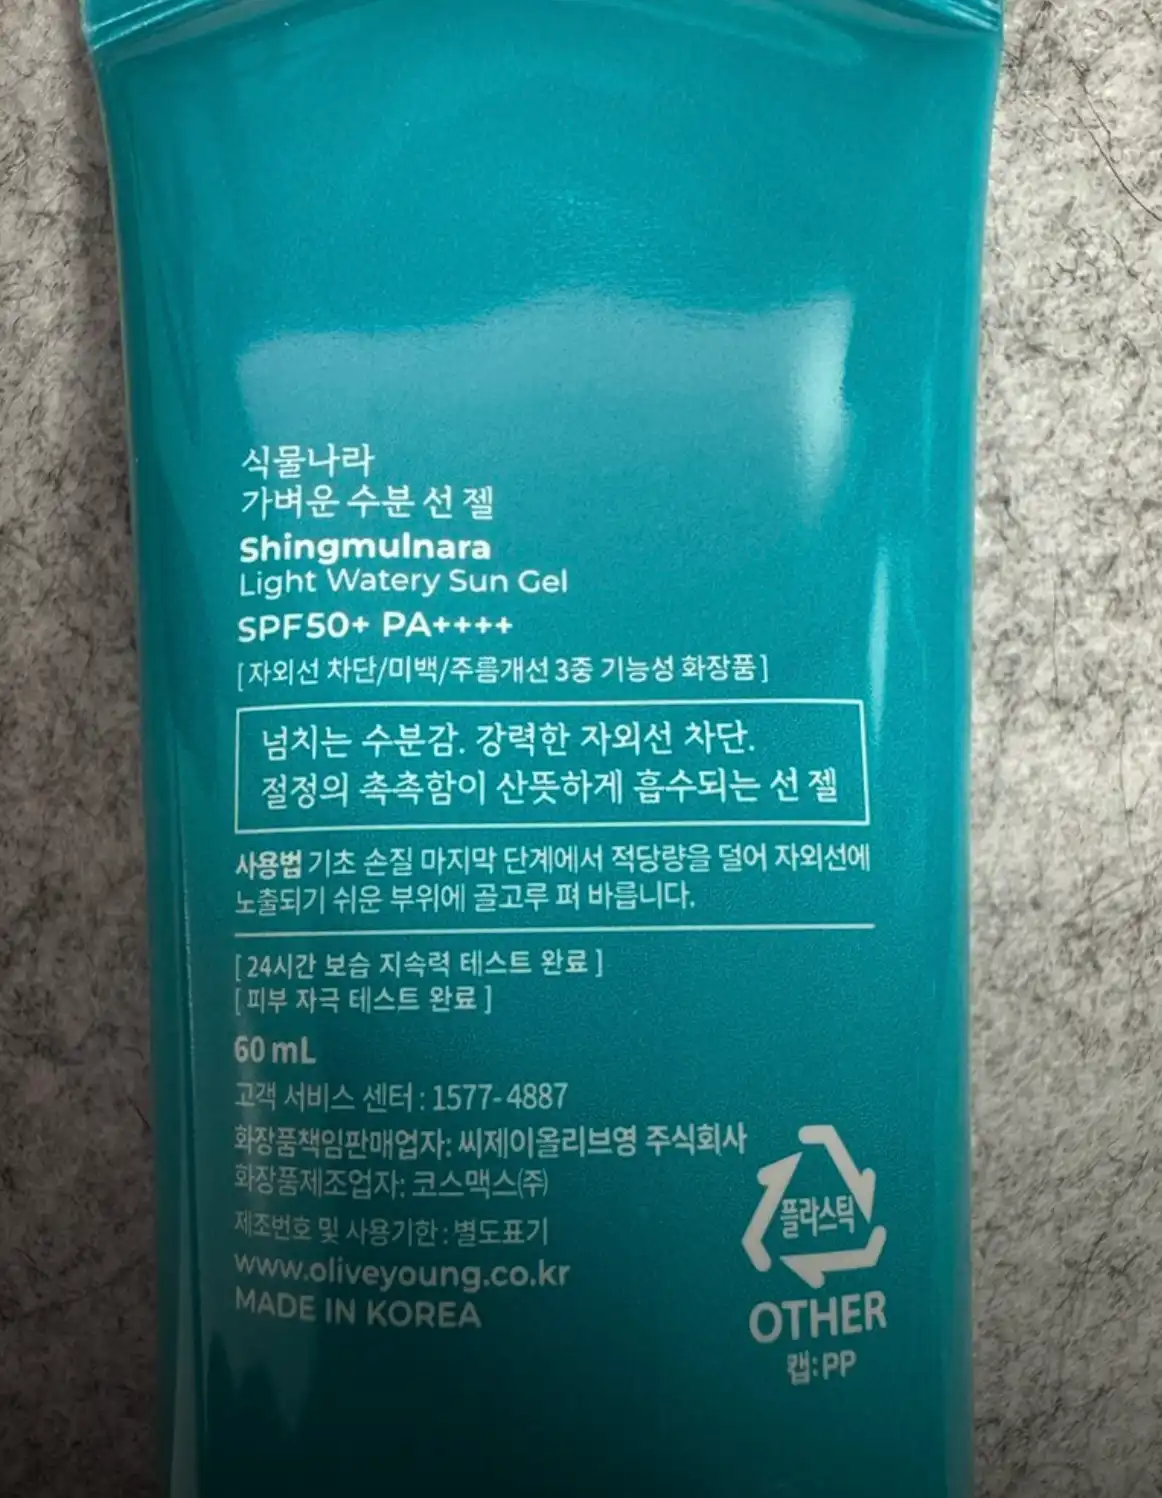 식물나라
가벼운 수분 선 젤
Shingmulnara
Light Watery Sun Gel
SPF50+ PA++++
[ 자외선 차단/미백/주름개선 3중 기능성 화장품 ]
넘치는 수분감. 강력한 자외선 차단.
절정의 촉촉함이 산뜻하게 흡수되는 선 젤
사용법 기초 손질 마지막 단계에서 적당량을 덜어 자외선에
노출되기 쉬운 부위에 골고루 펴 바릅니다.
[ 24시간 보습 지속력 테스트 완료 ]
[ 피부 자극 테스트 완료 ]
60 mL
고객 서비스 센터 : 1577-4887
화장품책임판매업자: 씨제이올리브영 주식회사
화장품제조업자: 코스맥스㈜
제조번호 및 사용기한 : 별도표기
www.oliveyoung.co.kr
MADE IN KOREA
플라스틱
OTHER
캡:PP